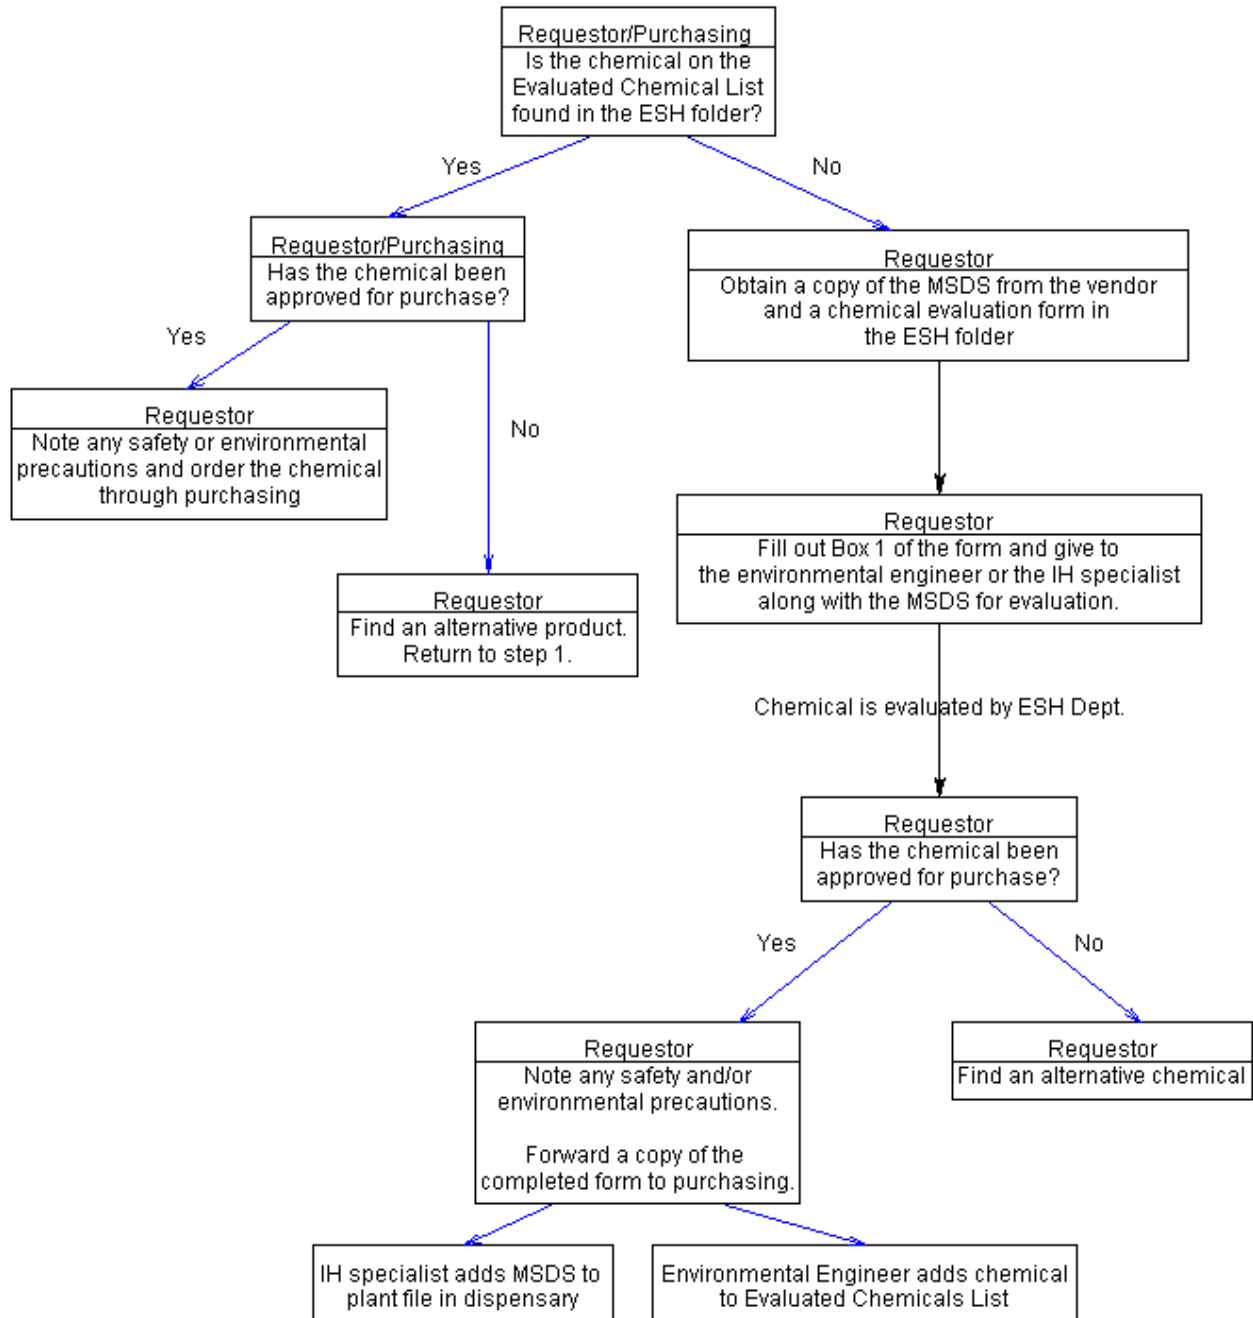 Requestor/Purchasing
Is the chemical on the
Evaluated Chemical List
found in the ESH folder?
Yes
No
Requestor/Purchasing
Has the chemical been
approved for purchase?
Requestor
Obtain a copy of the MSDS from the vendor
and a chemical evaluation form in
the ESH folder
Yes
No
Requestor
Note any safety or environmental
precautions and order the chemical
through purchasing
Requestor
Fill out Box 1 of the form and give to
the environmental engineer or the IH specialist
along with the MSDS for evaluation.
Requestor
Find an alternative product.
Return to step 1.
Chemical is evaluated by ESH Dept.
Requestor
Has the chemical been
approved for purchase?
Yes
No
Requestor
Note any safety and/or
environmental precautions.
Forward a copy of the
completed form to purchasing.
Requestor
Find an alternative chemical
IH specialist adds MSDS to
plant file in dispensary
Environmental Engineer adds chemical
to Evaluated Chemicals List